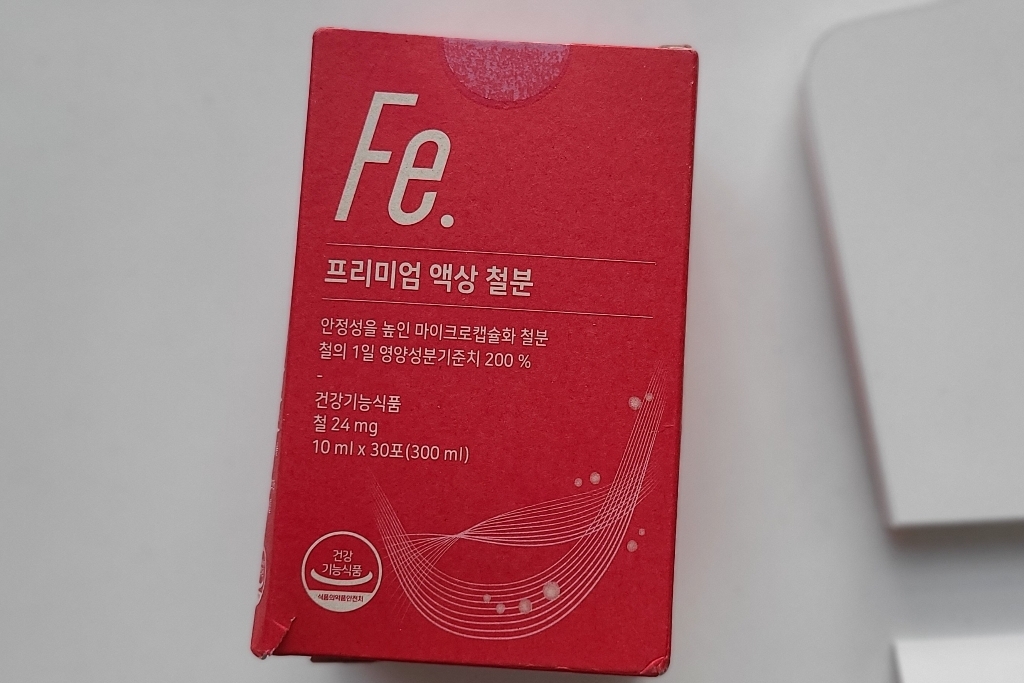 Fe.
프리미엄 액상 철분
안정성을 높인 마이크로캡슐화 철분
철의 1일 영양성분기준치 200 %
-
건강기능식품
철 24 mg
10 ml x 30포(300 ml)
건강
기능식품
식품의약품안전처